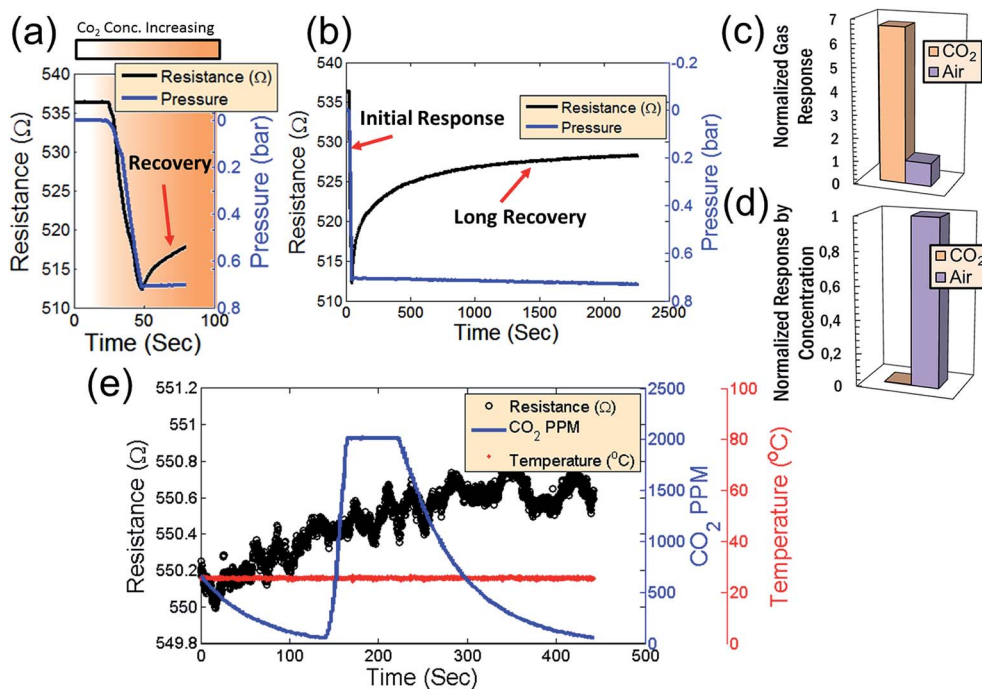 (a)
Co₂ Conc. Increasing
Resistance (Ω)
Pressure
Recovery
540
535
530
525
520
515
510
Resistance (Ω)
0
0.2
0.4
0.6
0.8
Pressure (bar)
0
50
100
Time (Sec)
(b)
Resistance (Ω)
Pressure
Initial Response
Long Recovery
540
535
530
525
520
515
510
Resistance (Ω)
-0.2
0
0.2
0.4
0.6
0.8
Pressure (bar)
0
500
1000
1500
2000
2500
Time (Sec)
(c)
Normalized Gas
Response
7
6
5
4
3
2
1
0
CO₂
Air
(d)
Normalized Response by
Concentration
1
0,8
0,6
0,4
0,2
0
CO₂
Air
(e)
551.2
551
550.8
550.6
550.4
550.2
550
549.8
Resistance (Ω)
Resistance (Ω)
CO₂ PPM
Temperature (⁰C)
2500
2000
1500
1000
500
0
CO₂ PPM
100
80
60
40
20
0
Temperature (⁰C)
0
100
200
300
400
500
Time (Sec)